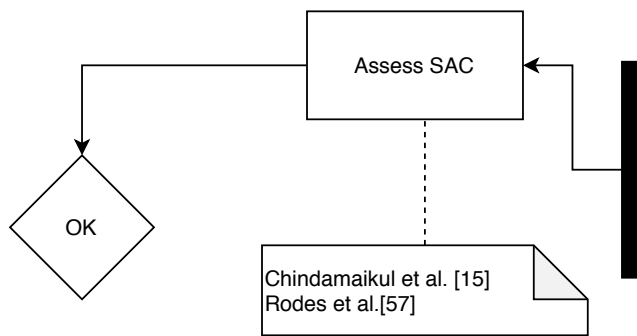 Assess SAC
OK
Chindamaikul et al. [15]
Rodes et al.[57]